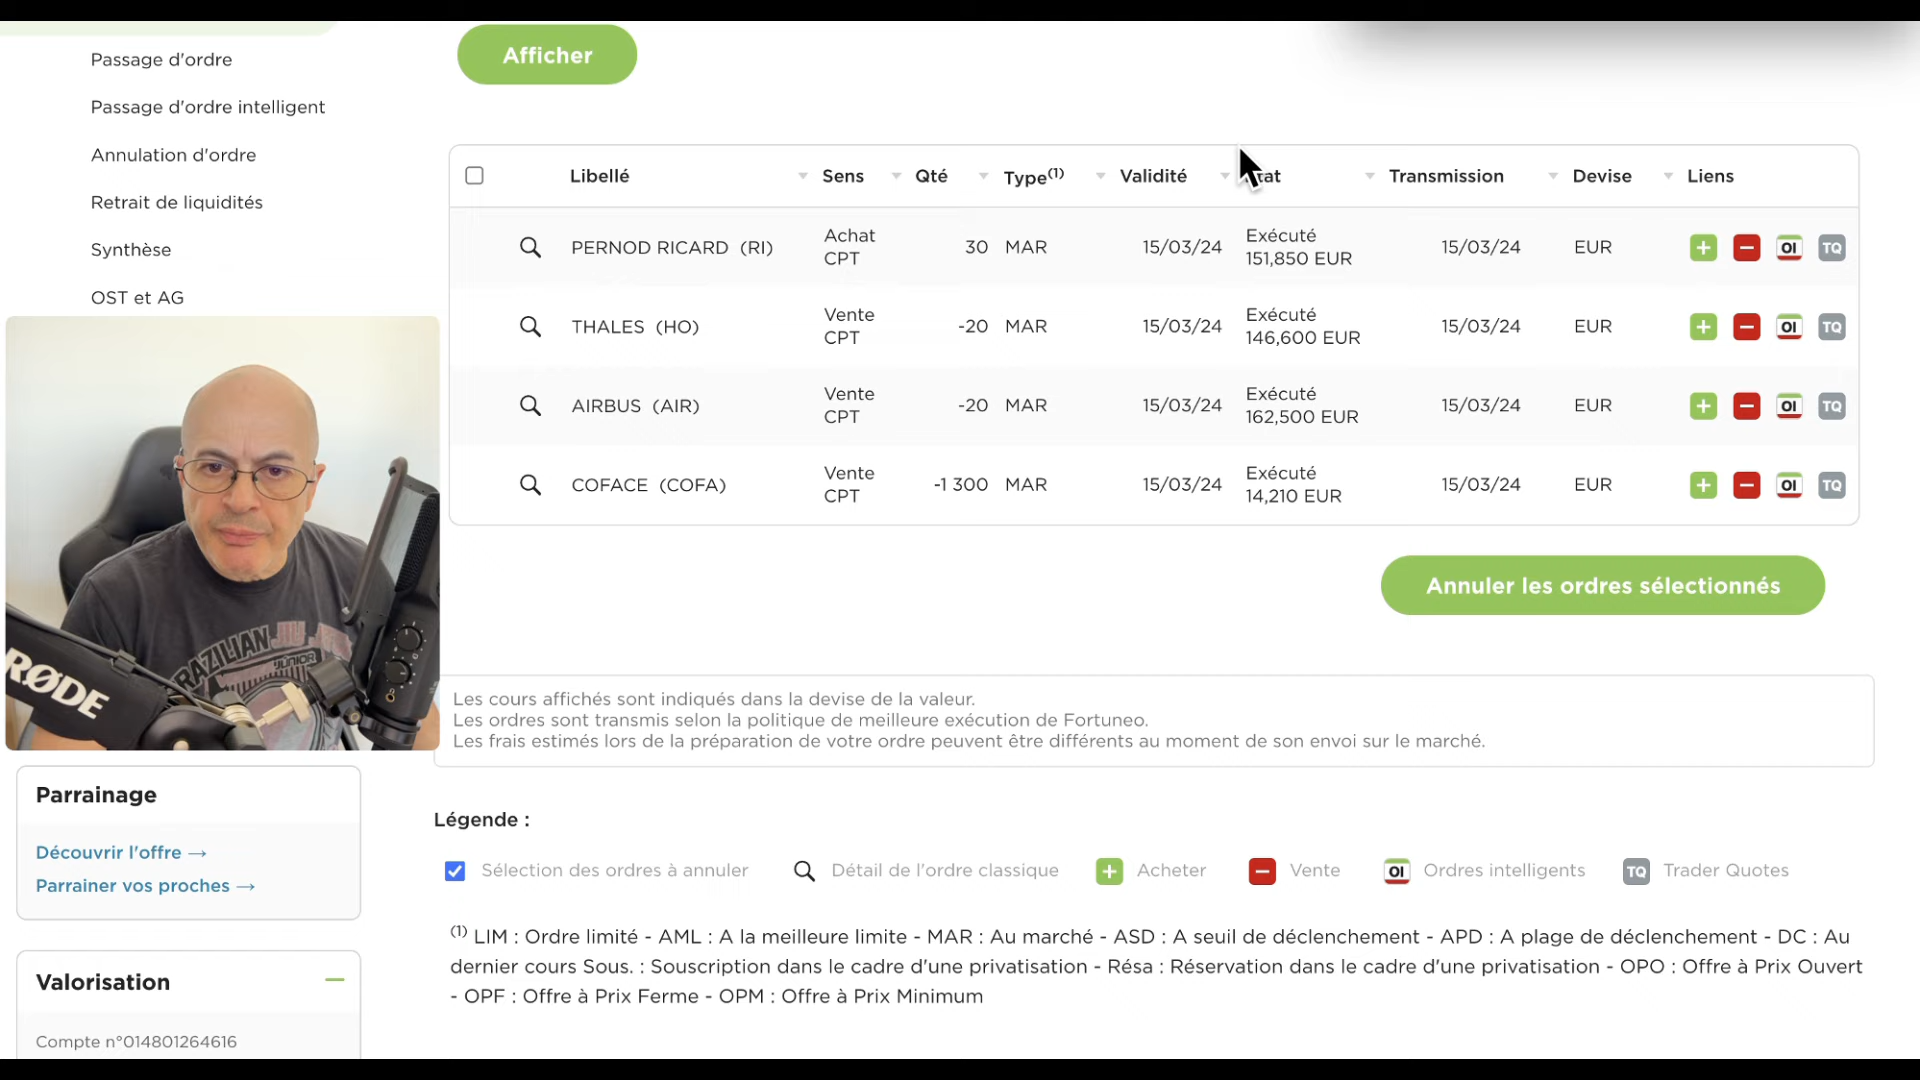 Passage d'ordre
Passage d'ordre intelligent
Annulation d'ordre
Retrait de liquidités
Synthèse
OST et AG
Afficher
Libellé Sens Qté Type(1) Validité Transmission Devise Liens
PERNOD RICARD (RI) Achat CPT 30 MAR 15/03/24 Exécuté 151,850 EUR 15/03/24 EUR OI TQ
THALES (HO) Vente CPT -20 MAR 15/03/24 Exécuté 146,600 EUR 15/03/24 EUR OI TQ
AIRBUS (AIR) Vente CPT -20 MAR 15/03/24 Exécuté 162,500 EUR 15/03/24 EUR OI TQ
COFACE (COFA) Vente CPT -1 300 MAR 15/03/24 Exécuté 14,210 EUR 15/03/24 EUR OI TQ
Annuler les ordres sélectionnés
RØDE
Les cours affichés sont indiqués dans la devise de la valeur.
Les ordres sont transmis selon la politique de meilleure exécution de Fortuneo.
Les frais estimés lors de la préparation de votre ordre peuvent être différents au moment de son envoi sur le marché.
Parrainage
Découvrir l'offre →
Parrainer vos proches →
Valorisation
Compte n°014801264616
Légende :
Sélection des ordres à annuler Détail de l'ordre classique Acheter Vente OI Ordres intelligents TQ Trader Quotes
(1) LIM : Ordre limité - AML : A la meilleure limite - MAR : Au marché - ASD : A seuil de déclenchement - APD : A plage de déclenchement - DC : Au
dernier cours Sous. : Souscription dans le cadre d'une privatisation - Résa : Réservation dans le cadre d'une privatisation - OPO : Offre à Prix Ouvert
- OPF : Offre à Prix Ferme - OPM : Offre à Prix Minimum